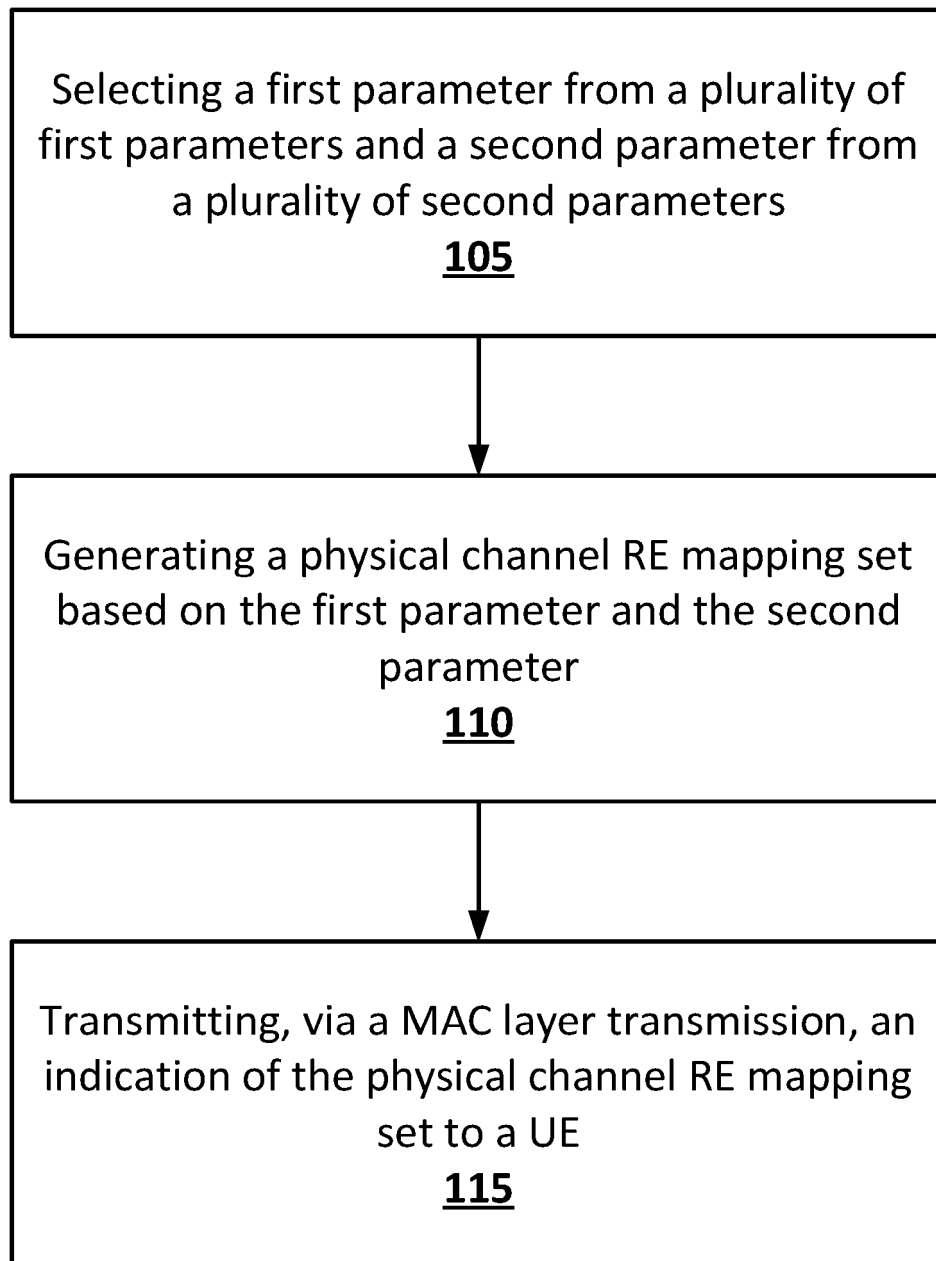 Selecting a first parameter from a plurality of
first parameters and a second parameter from
a plurality of second parameters
105
Generating a physical channel RE mapping set
based on the first parameter and the second
parameter
110
Transmitting, via a MAC layer transmission, an
indication of the physical channel RE mapping
set to a UE
115